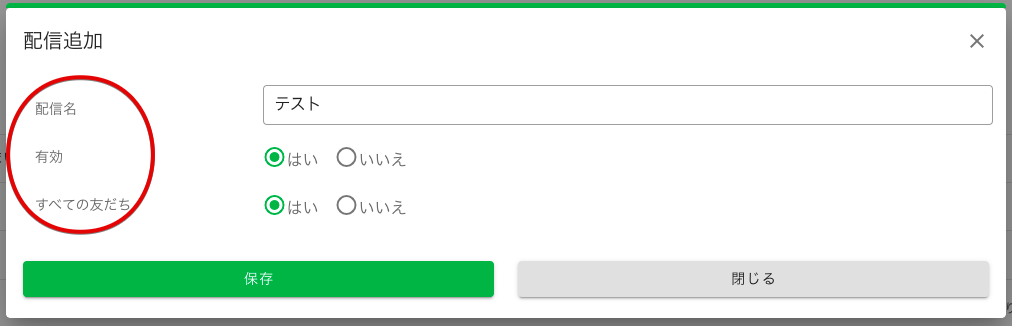 配信追加
配信名
テスト
有効
はい いいえ
すべての友だち
はい いいえ
保存 閉じる